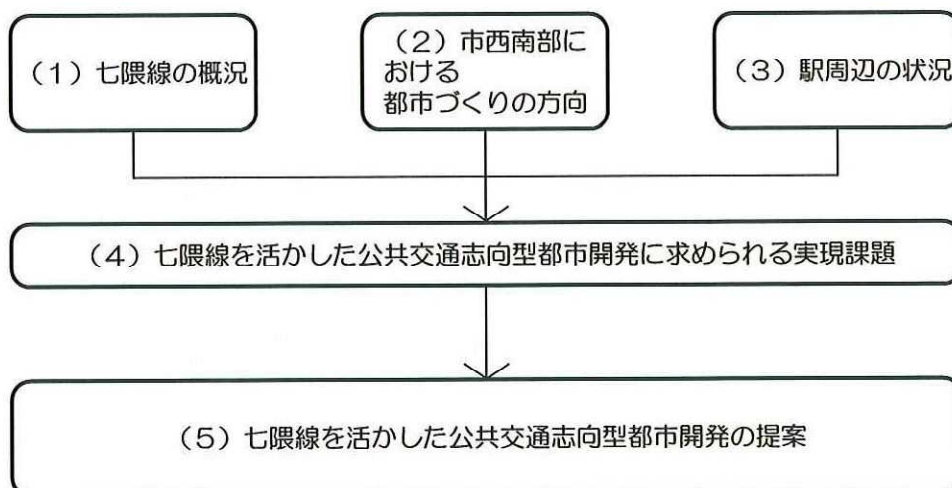 （1）七隈線の概況
（2）市西南部に
おける
都市づくりの方向
（3）駅周辺の状況
（4）七隈線を活かした公共交通志向型都市開発に求められる実現課題
（5）七隈線を活かした公共交通志向型都市開発の提案